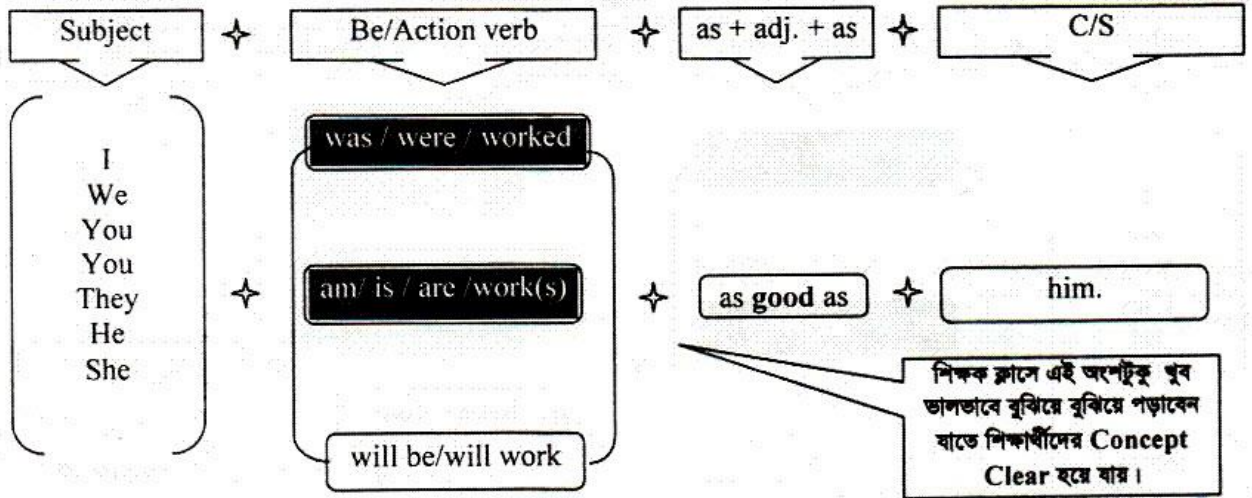 Subject Be/Action verb as + adj. + as C/S
was / were / worked
I
We
You
You
They
He
She
am/ is / are /work(s)
as good as
him.
will be/will work
শিক্ষক ক্লাসে এই অংশটুকু খুব
ভালভাবে বুঝিয়ে বুঝিয়ে পড়াবেন
যাতে শিক্ষার্থীদের Concept
Clear হয়ে যায়।